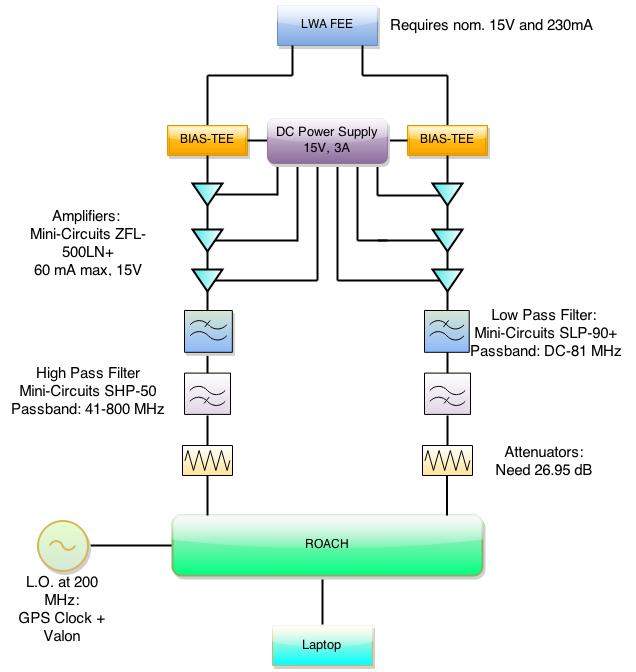 LWA FEE
Requires nom. 15V and 230mA
BIAS-TEE
DC Power Supply
15V, 3A
BIAS-TEE
Amplifiers:
Mini-Circuits ZFL-
500LN+
60 mA max, 15V
Low Pass Filter:
Mini-Circuits SLP-90+
Passband: DC-81 MHz
High Pass Filter
Mini-Circuits SHP-50
Passband: 41-800 MHz
Attenuators:
Need 26.95 dB
ROACH
L.O. at 200
MHz:
GPS Clock +
Valon
Laptop